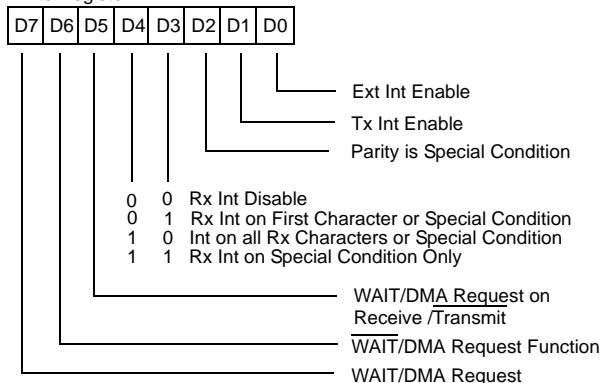 D7 D6 D5 D4 D3 D2 D1 D0
Ext Int Enable
Tx Int Enable
Parity is Special Condition
0 0 Rx Int Disable
0 1 Rx Int on First Character or Special Condition
1 0 Int on all Rx Characters or Special Condition
1 1 Rx Int on Special Condition Only
WAIT/DMA Request on
Receive /Transmit
WAIT/DMA Request Function
WAIT/DMA Request